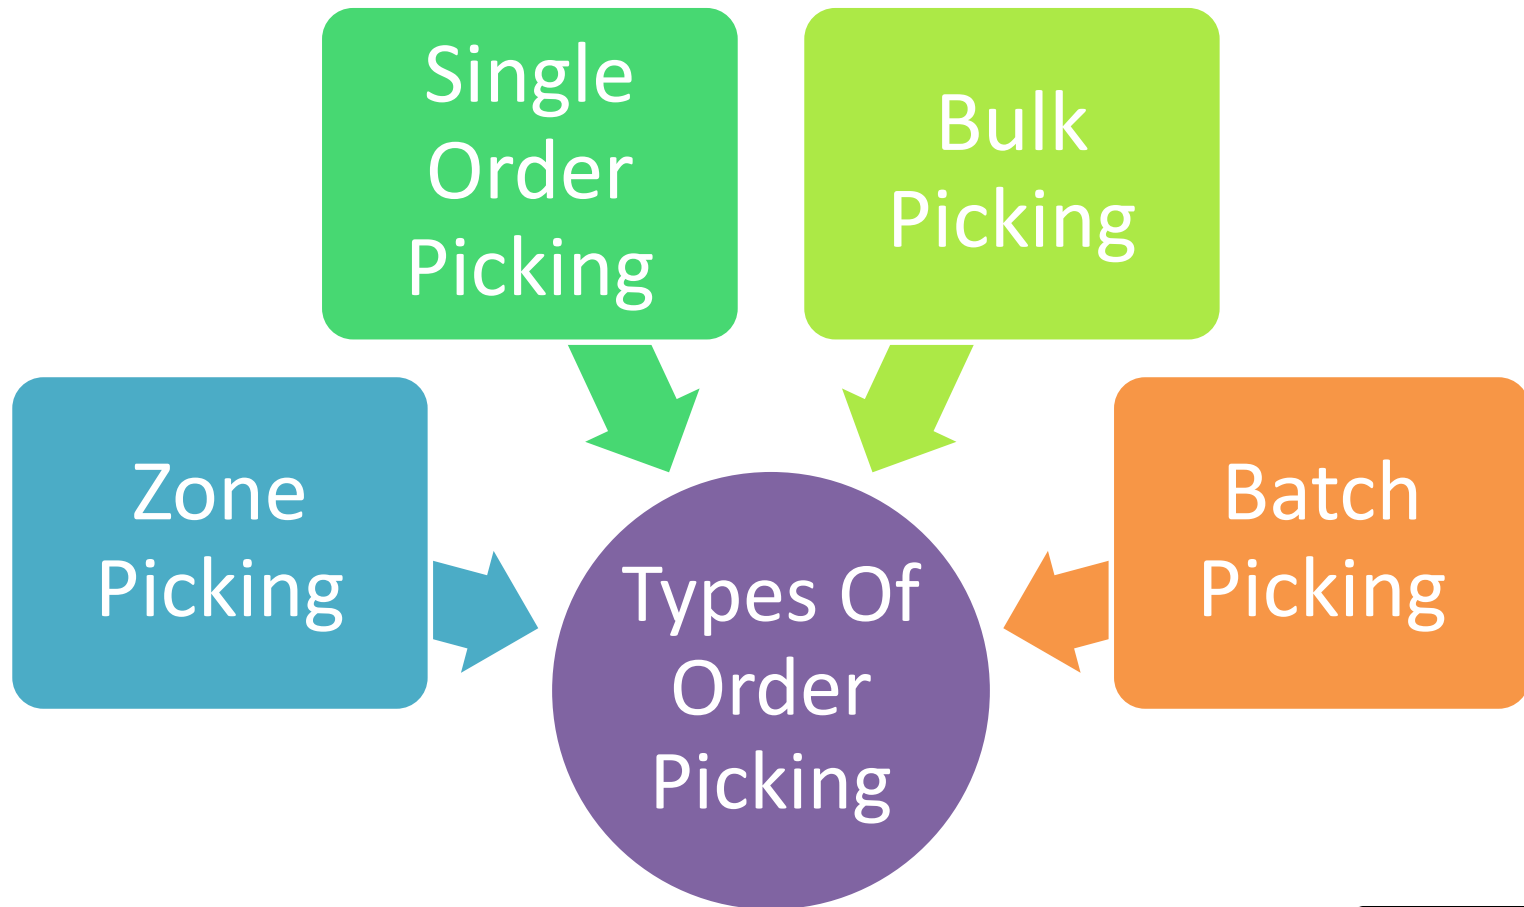 Single
Order
Picking
Bulk
Picking
Zone
Picking
Batch
Picking
Types Of
Order
Picking